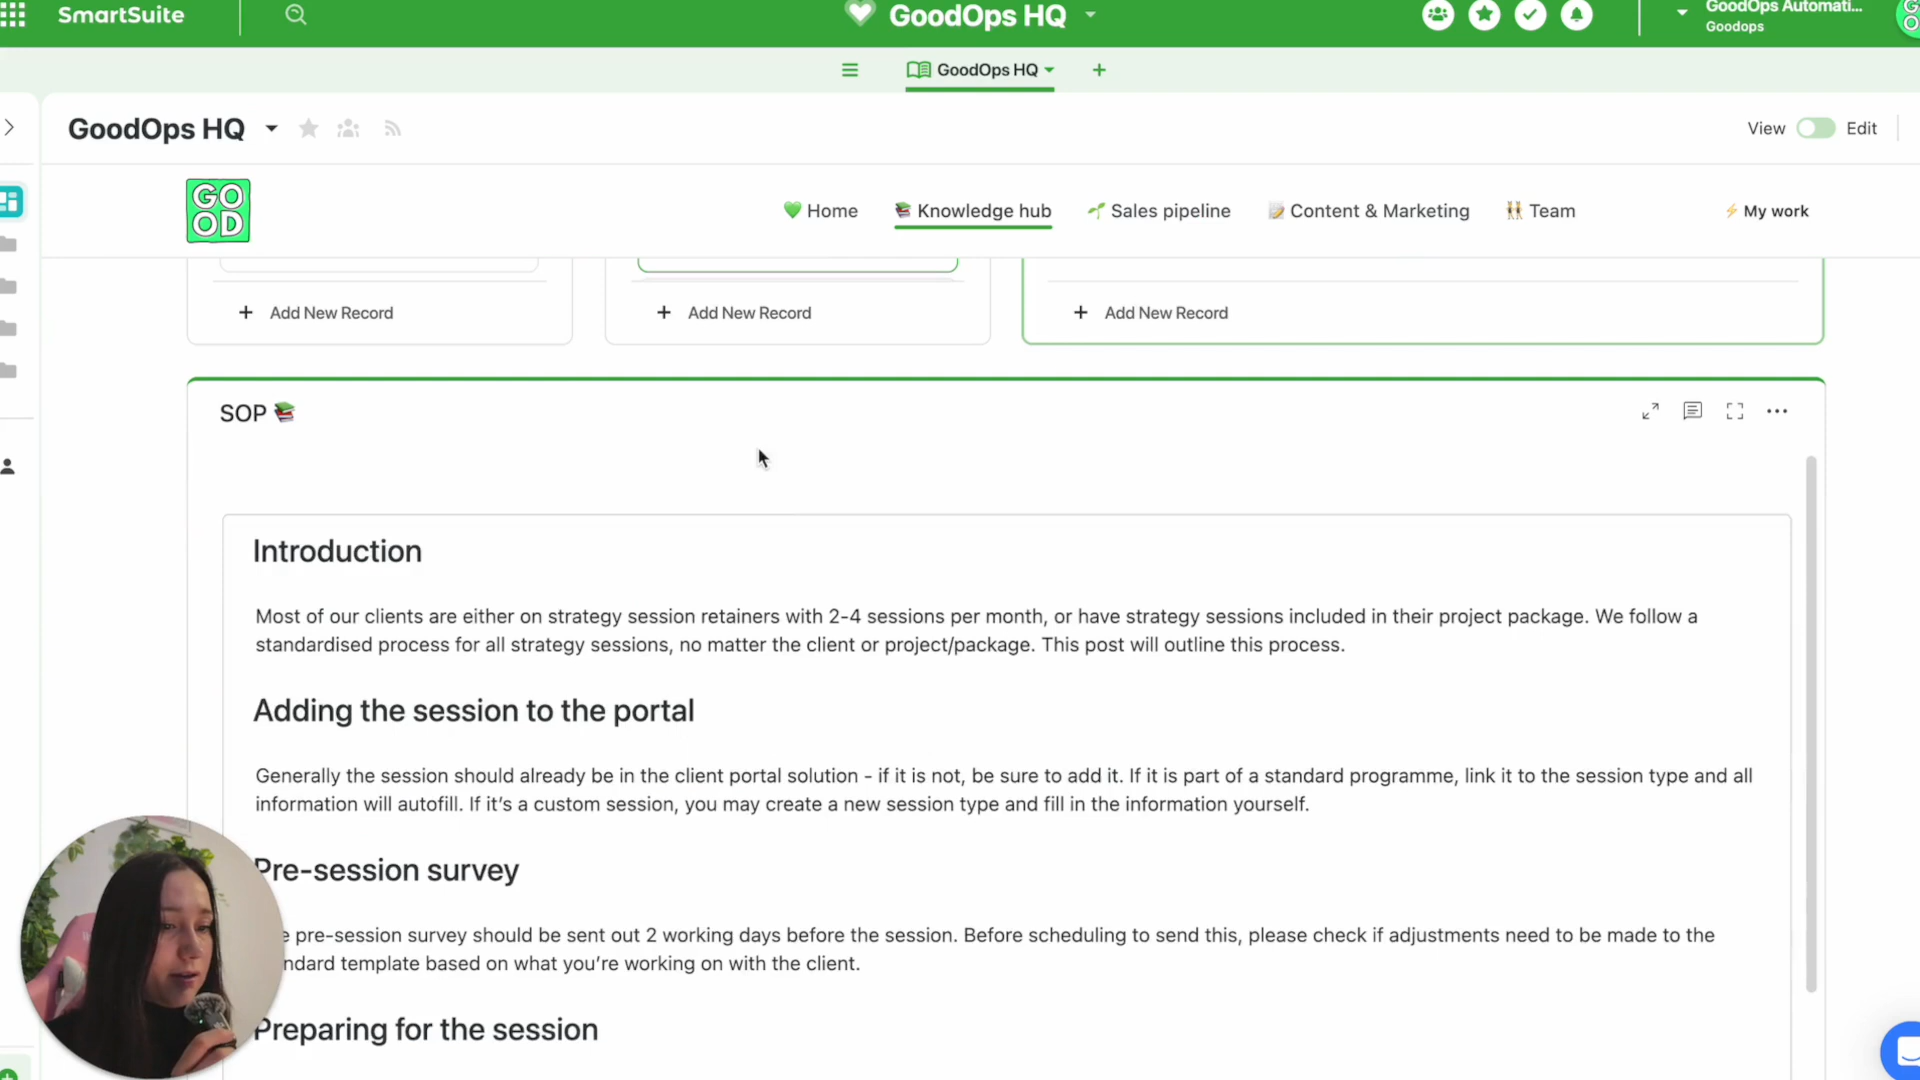 SmartSuite
GoodOps HQ
GoodOps Automati...
Goodops
GoodOps HQ
GoodOps HQ
View
Edit
GO
OD
Home
Knowledge hub
Sales pipeline
Content & Marketing
Team
My work
Add New Record
Add New Record
Add New Record
SOP
Introduction
Most of our clients are either on strategy session retainers with 2-4 sessions per month, or have strategy sessions included in their project package. We follow a
standardised process for all strategy sessions, no matter the client or project/package. This post will outline this process.
Adding the session to the portal
Generally the session should already be in the client portal solution - if it is not, be sure to add it. If it is part of a standard programme, link it to the session type and all
information will autofill. If it's a custom session, you may create a new session type and fill in the information yourself.
Pre-session survey
pre-session survey should be sent out 2 working days before the session. Before scheduling to send this, please check if adjustments need to be made to the
template based on what you're working on with the client.
Preparing for the session